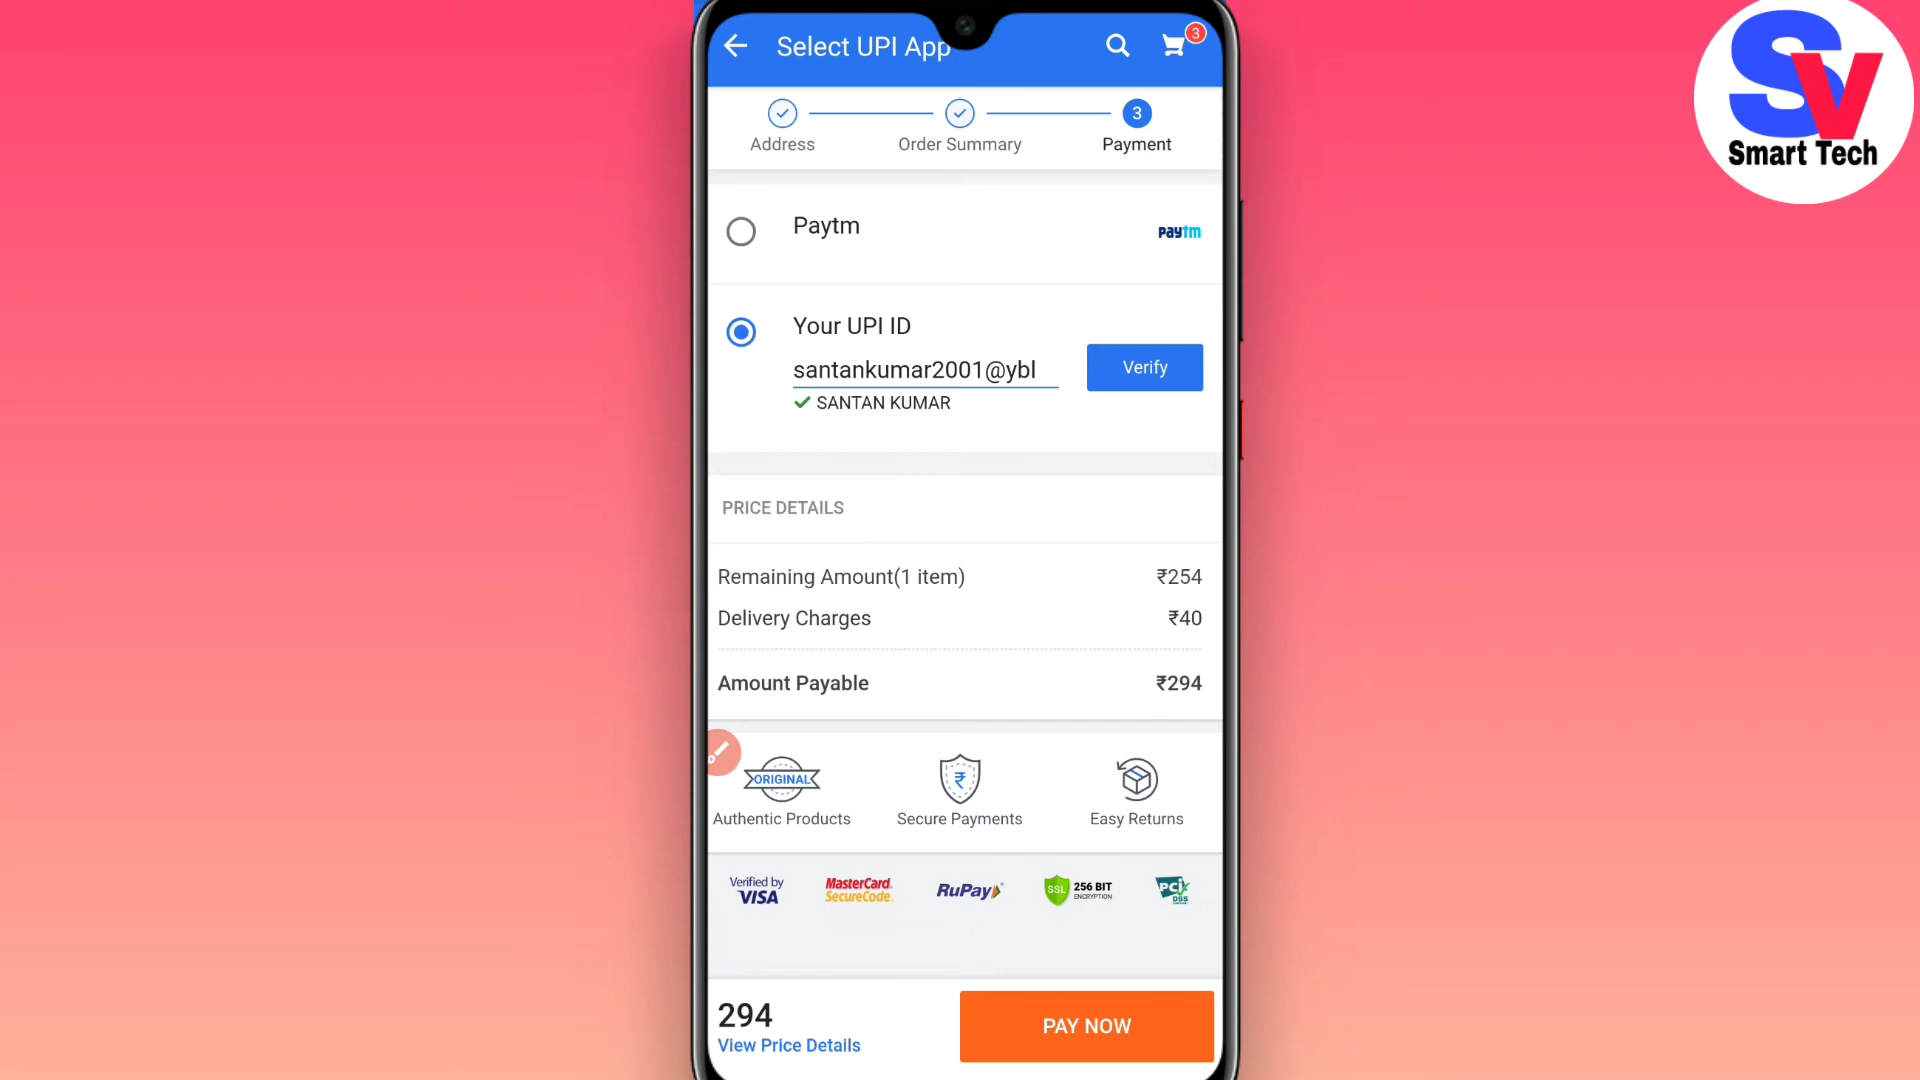 Select UPI App
3
SV
Smart Tech
3
Address
Order Summary
Payment
Paytm
paytm
Your UPI ID
santankumar2001@ybl
Verify
SANTAN KUMAR
PRICE DETAILS
Remaining Amount(1 item)
₹254
Delivery Charges
₹40
Amount Payable
₹294
ORIGINAL
₹
Authentic Products
Secure Payments
Easy Returns
Verified by
VISA
MasterCard.
SecureCode.
RuPay
SSL
256 BIT
ENCRYPTION
PCI
DSS
294
View Price Details
PAY NOW